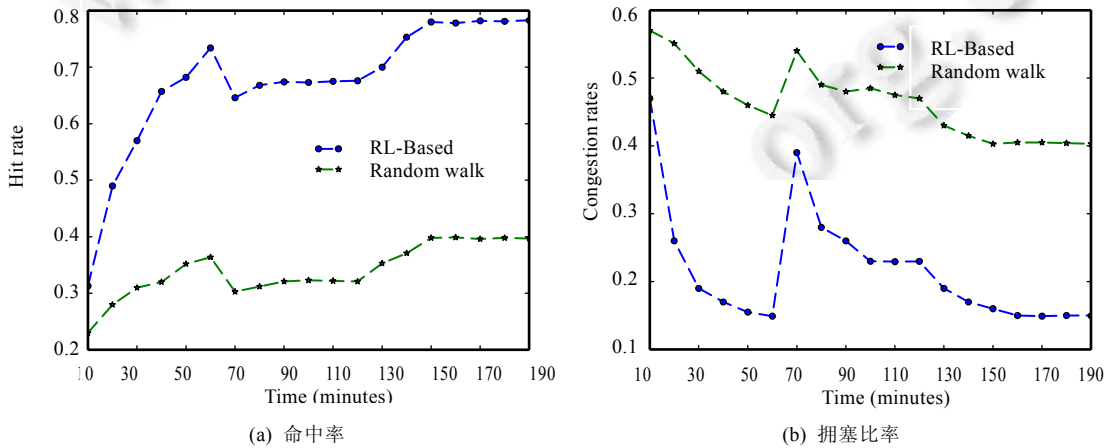 0.8
0.7
0.6
0.5
0.4
0.3
0.2
Hit rate
RL-Based
Random walk
10 30 50 70 90 110 130 150 170 190
Time (minutes)
(a) 命中率
0.6
0.5
0.4
0.3
0.2
0.1
Congestion rates
RL-Based
Random walk
10 30 50 70 90 110 130 150 170 190
Time (minutes)
(b) 拥塞比率